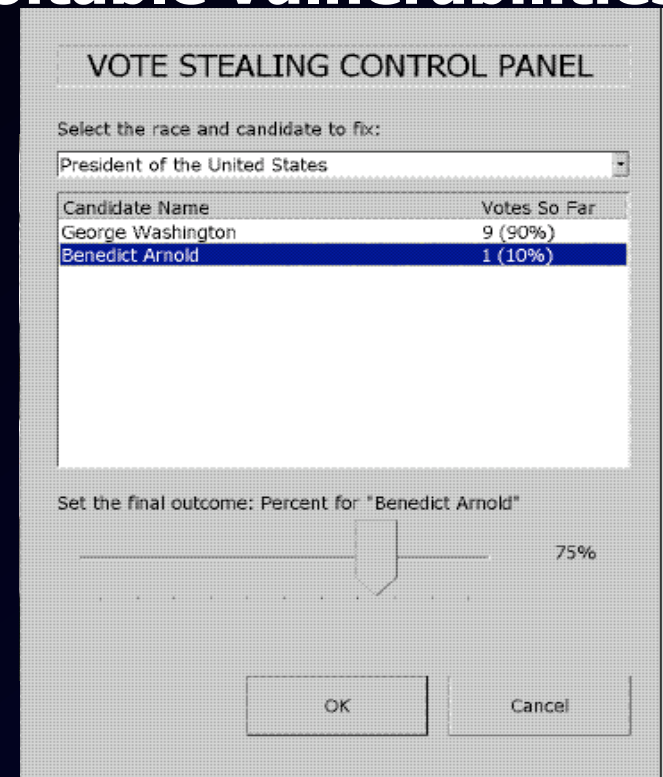 vulnerabilities
VOTE STEALING CONTROL PANEL
Select the race and candidate to fix:
President of the United States
Candidate Name Votes So Far
George Washington 9 (90%)
Benedict Arnold 1 (10%)
Set the final outcome: Percent for "Benedict Arnold"
75%
OK Cancel